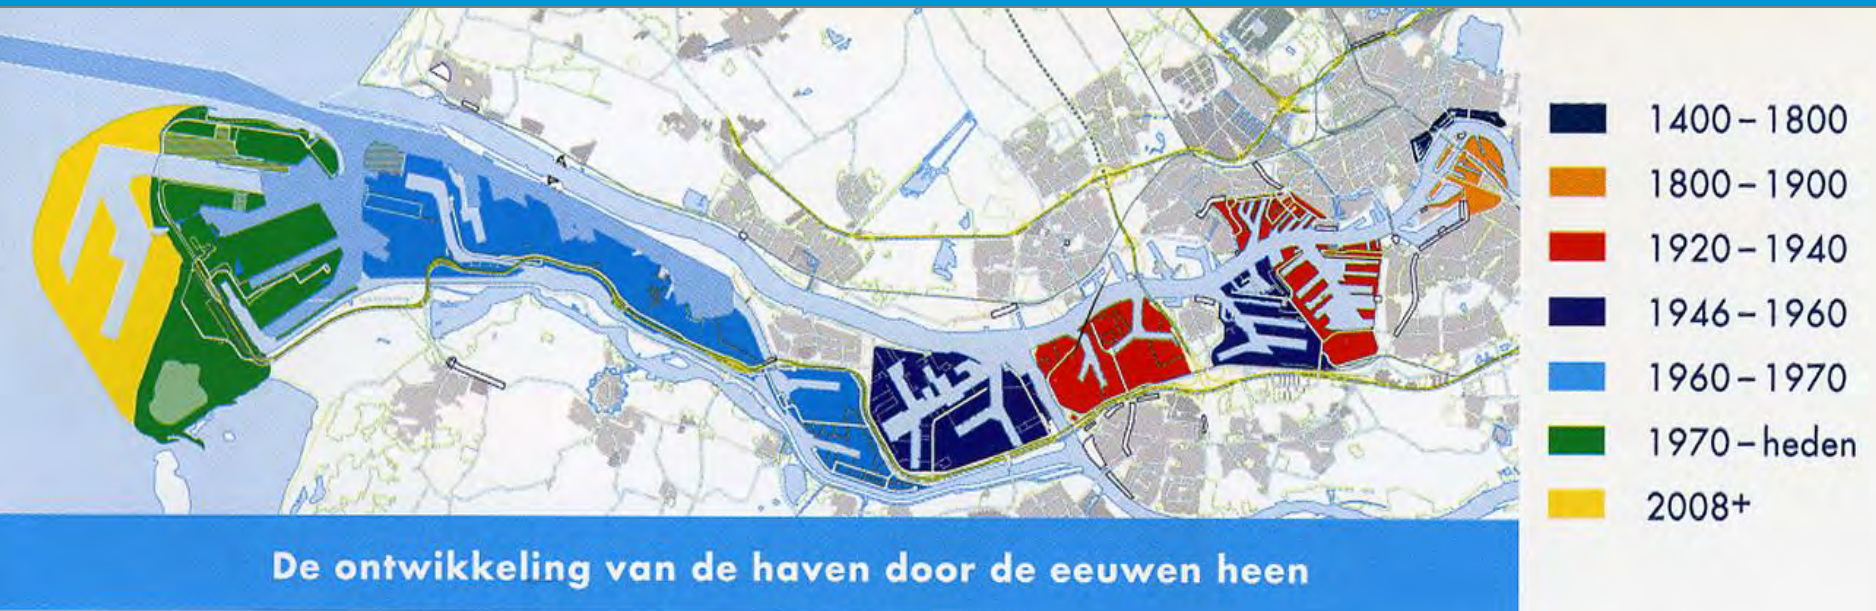 1400 – 1800
1800 – 1900
1920 – 1940
1946 – 1960
1960 – 1970
1970 – heden
2008+
De ontwikkeling van de haven door de eeuwen heen